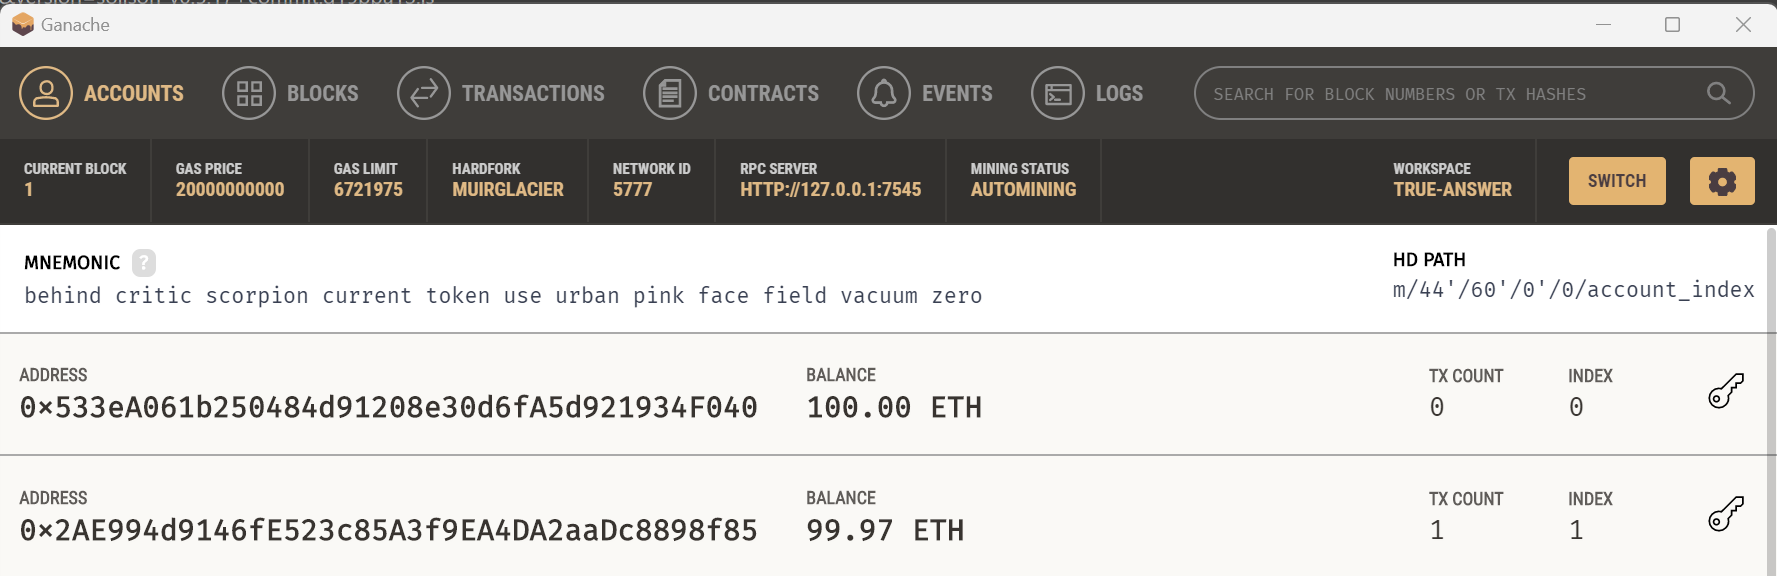 Ganache
ACCOUNTS BLOCKS TRANSACTIONS CONTRACTS EVENTS LOGS SEARCH FOR BLOCK NUMBERS OR TX HASHES
CURRENT BLOCK GAS PRICE GAS LIMIT HARDFORK NETWORK ID RPC SERVER MINING STATUS WORKSPACE
1 20000000000 6721975 MUIRGLACIER 5777 HTTP://127.0.0.1:7545 AUTOMINING TRUE-ANSWER SWITCH
MNEMONIC ? HD PATH
behind critic scorpion current token use urban pink face field vacuum zero m/44'/60'/0'/0/account_index
ADDRESS BALANCE TX COUNT INDEX
0×533eA061b250484d91208e30d6fA5d921934F040 100.00 ETH 0 0
ADDRESS BALANCE TX COUNT INDEX
0×2AE994d9146fE523c85A3f9EA4DA2aaDc8898f85 99.97 ETH 1 1